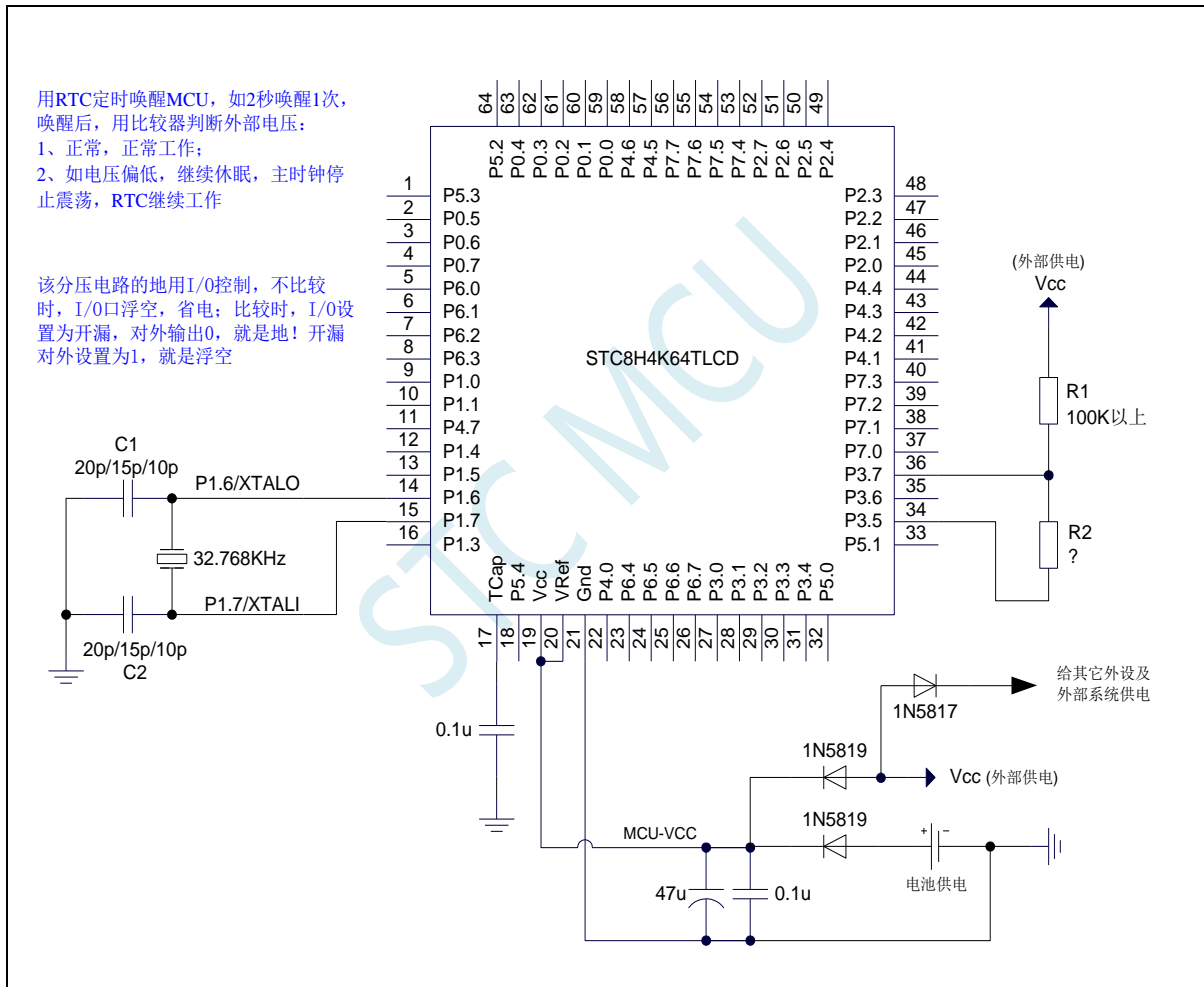 用RTC定时唤醒MCU，如2秒唤醒1次，
唤醒后，用比较器判断外部电压：
1、正常，正常工作；
2、如电压偏低，继续休眠，主时钟停
止震荡，RTC继续工作
该分压电路的地用I/O控制，不比较
时，I/O口浮空，省电；比较时，I/O设
置为开漏，对外输出0，就是地！开漏
对外设置为1，就是浮空
64 63 62 61 60 59 58 57 56 55 54 53 52 51 50 49
P5.2 P0.4 P0.3 P0.2 P0.1 P0.0 P4.6 P4.5 P7.7 P7.6 P7.5 P7.4 P2.7 P2.6 P2.5 P2.4
1 P5.3
2 P0.5
3 P0.6
4 P0.7
5 P6.0
6 P6.1
7 P6.2
8 P6.3
9 P1.0
10 P1.1
11 P4.7
12 P1.4
13 P1.5
14 P1.6
15 P1.7
16 P1.3
STC8H4K64TLCD
STC MCU
P2.3 48
P2.2 47
P2.1 46
P2.0 45
P4.4 44
P4.3 43
P4.2 42
P4.1 41
P7.3 40
P7.2 39
P7.1 38
P7.0 37
P3.7 36
P3.6 35
P3.5 34
P5.1 33
TCap P5.4 Vcc VRef Gnd P4.0 P6.4 P6.5 P6.6 P6.7 P3.0 P3.1 P3.2 P3.3 P3.4 P5.0
17 18 19 20 21 22 23 24 25 26 27 28 29 30 31 32
C1
20p/15p/10p
P1.6/XTALO
32.768KHz
P1.7/XTALI
20p/15p/10p
C2
(外部供电)
Vcc
R1
100K以上
R2
?
0.1u
给其它外设及
外部系统供电
1N5817
1N5819
Vcc (外部供电)
1N5819
MCU-VCC
+ −
电池供电
47u
0.1u